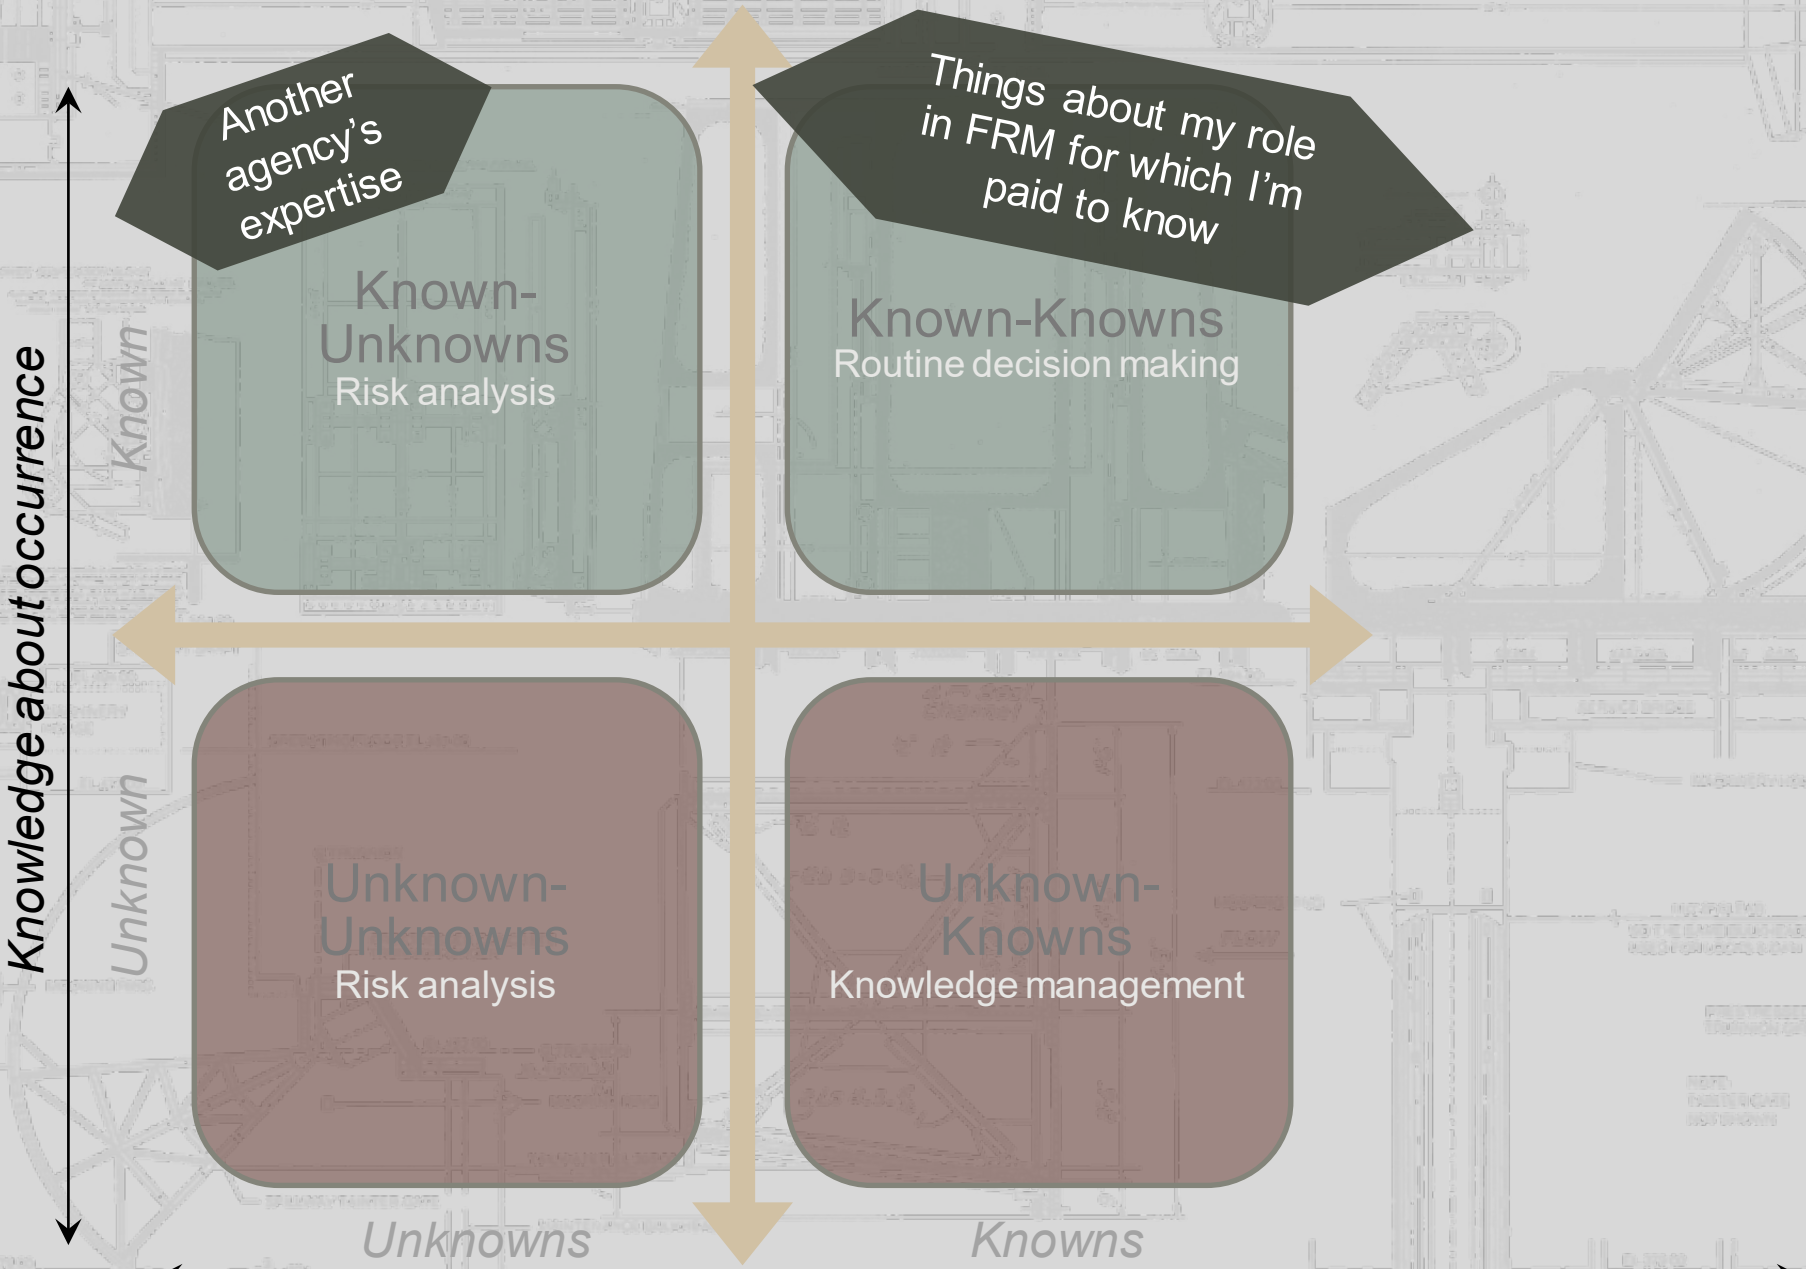 Another
agency's
expertise
Things about my role
in FRM for which I'm
paid to know
Known-
Unknowns
Risk analysis
Known-Knowns
Routine decision making
Knowledge about occurrence
Known
Unknown
Unknown-
Unknowns
Risk analysis
Unknown-
Knowns
Knowledge management
Unknowns
Knowns